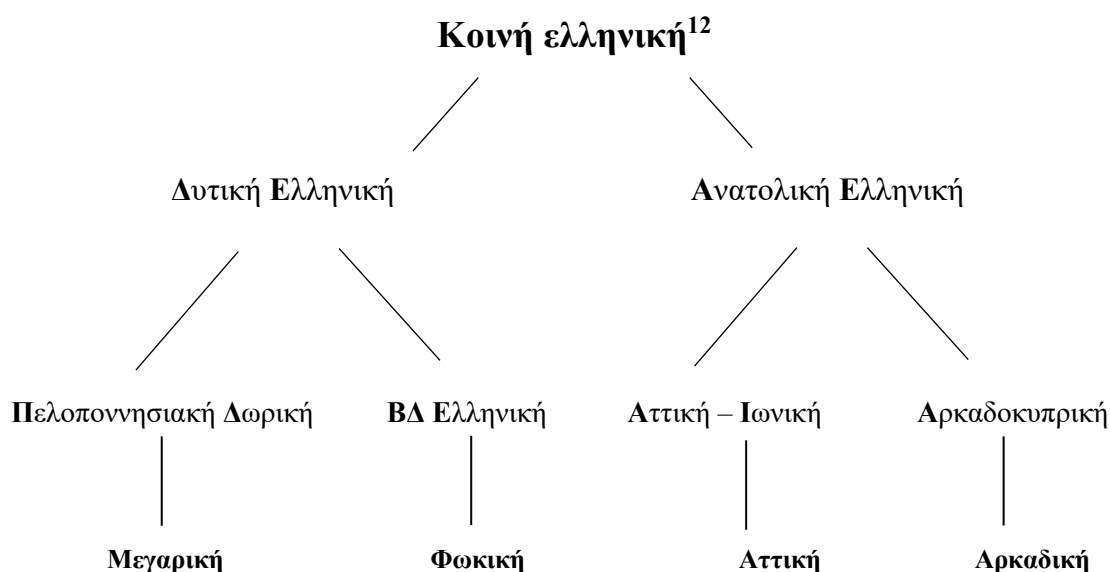 Κοινή ελληνική¹²
Δυτική Ελληνική Ανατολική Ελληνική
Πελοποννησιακή Δωρική ΒΔ Ελληνική Αττική – Ιωνική Αρκαδοκυπρική
Μεγαρική Φωκική Αττική Αρκαδική